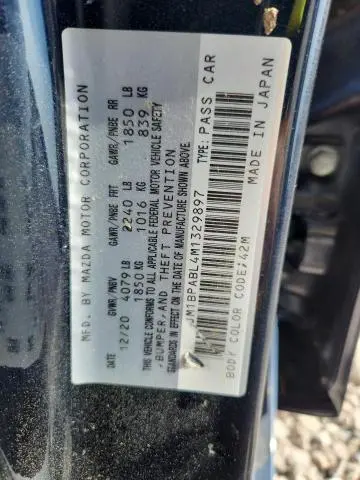 MFD. BY MAZDA MOTOR CORPORATION
GVWR/PNBV GAWR/PNBE FRT GAWR/PNBE RR
12/20 4079 LB 2240 LB 1850 LB
1850 KG 1016 KG 839 KG
THIS VEHICLE CONFORMS TO ALL APPLICABLE FEDERAL MOTOR VEHICLE SAFETY
,BUMPER,AND THEFT PREVENTION
STANDARDS IN EFFECT ON THE DATE OF MANUFACTURE SHOWN ABOVE.
JM1BPABL4M1329897 TYPE: PASS CAR
BODY COLOR CODE:42M MADE IN JAPAN